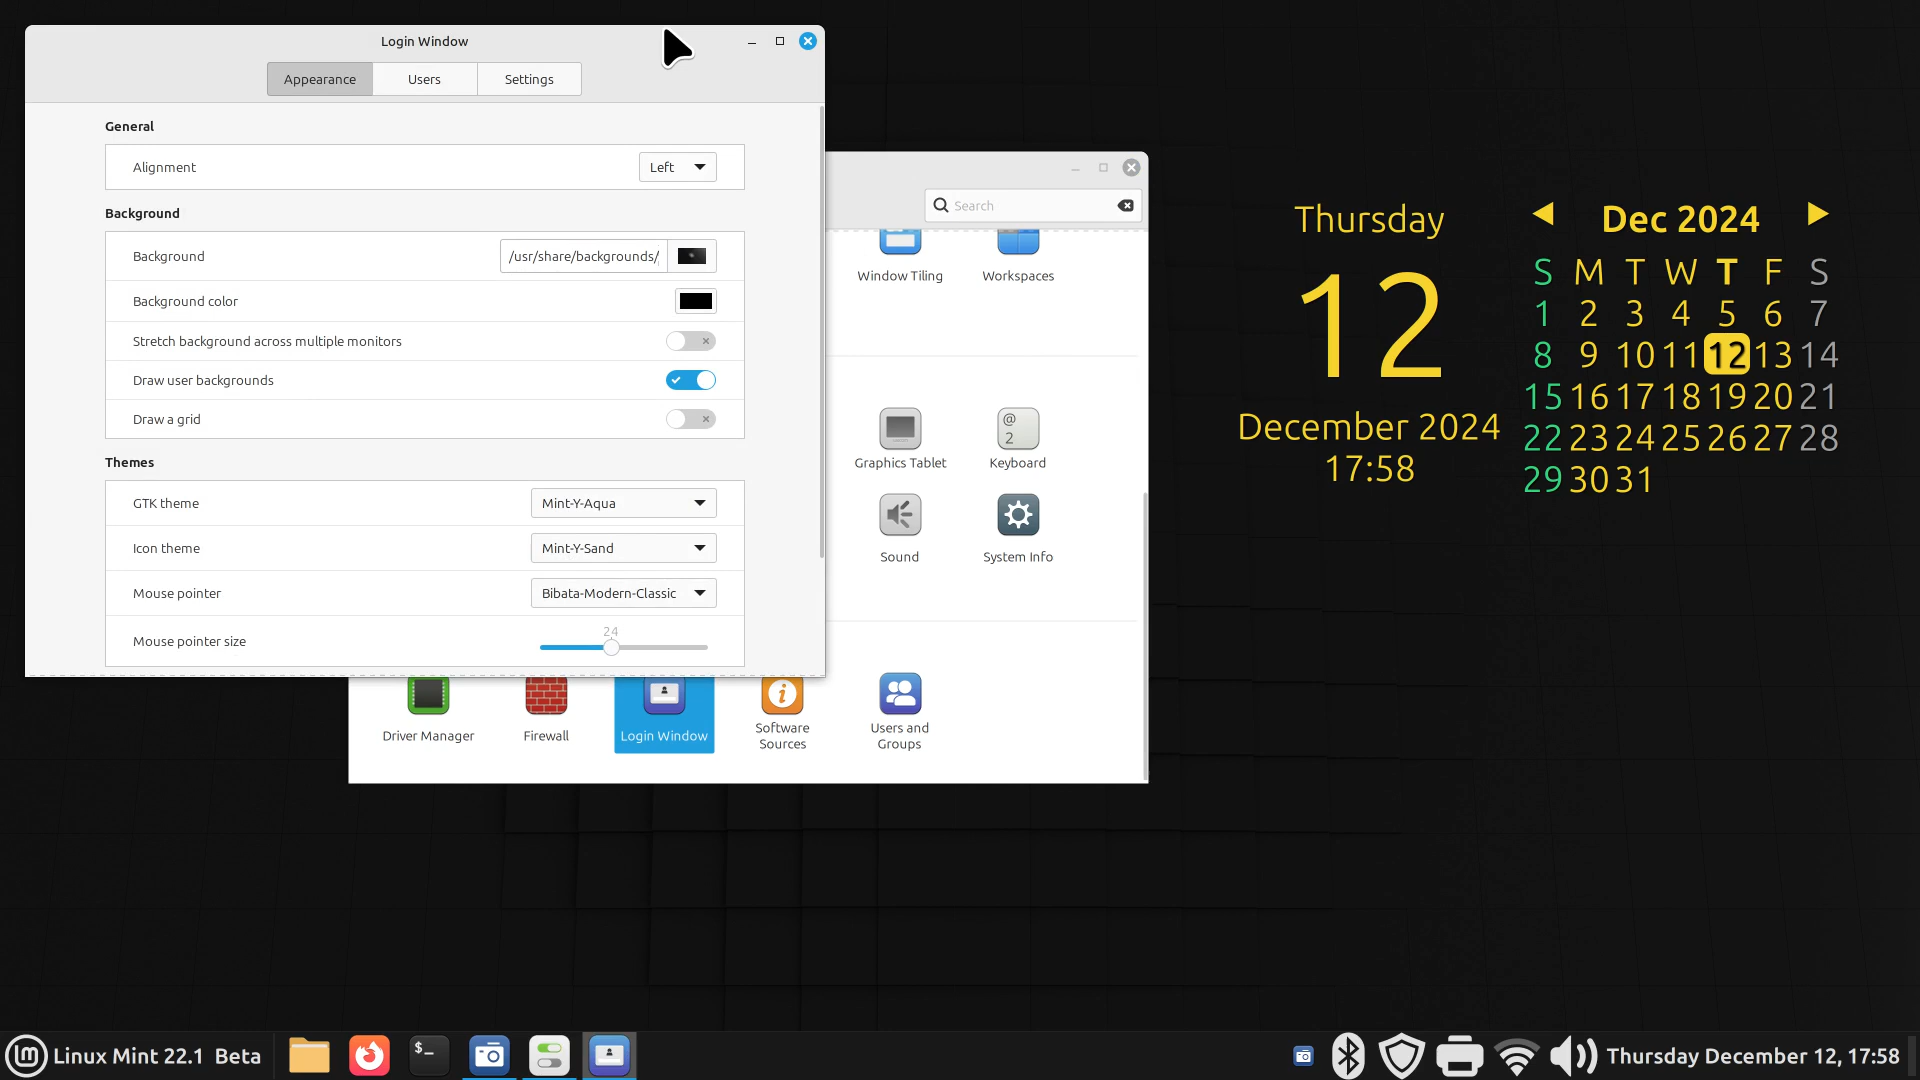 Login Window
Appearance Users Settings
General
Alignment Left
Background
Background /usr/share/backgrounds/
Background color
Stretch background across multiple monitors
Draw user backgrounds
Draw a grid
Themes
GTK theme Mint-Y-Aqua
Icon theme Mint-Y-Sand
Mouse pointer Bibata-Modern-Classic
Mouse pointer size 24
Search
Window Tiling Workspaces
@
2
Graphics Tablet Keyboard
Sound System Info
Driver Manager Firewall Login Window Software Sources Users and Groups
Thursday
12
December 2024
17:58
Dec 2024
S M T W T F S
1 2 3 4 5 6 7
8 9 10 11 12 13 14
15 16 17 18 19 20 21
22 23 24 25 26 27 28
29 30 31
Linux Mint 22.1 Beta
$-
Thursday December 12, 17:58